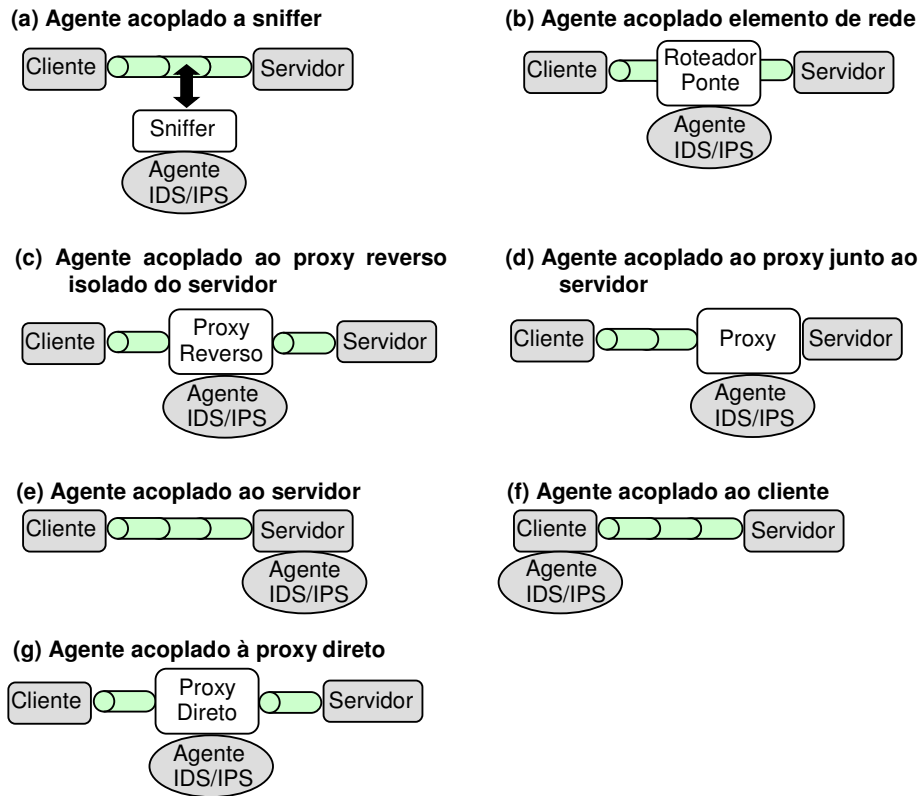 (a) Agente acoplado a sniffer
Cliente
Servidor
Sniffer
Agente
IDS/IPS
(b) Agente acoplado elemento de rede
Cliente
Roteador
Ponte
Servidor
Agente
IDS/IPS
(c) Agente acoplado ao proxy reverso
isolado do servidor
Cliente
Proxy
Reverso
Servidor
Agente
IDS/IPS
(d) Agente acoplado ao proxy junto ao
servidor
Cliente
Proxy
Servidor
Agente
IDS/IPS
(e) Agente acoplado ao servidor
Cliente
Servidor
Agente
IDS/IPS
(f) Agente acoplado ao cliente
Cliente
Servidor
Agente
IDS/IPS
(g) Agente acoplado à proxy direto
Cliente
Proxy
Direto
Servidor
Agente
IDS/IPS